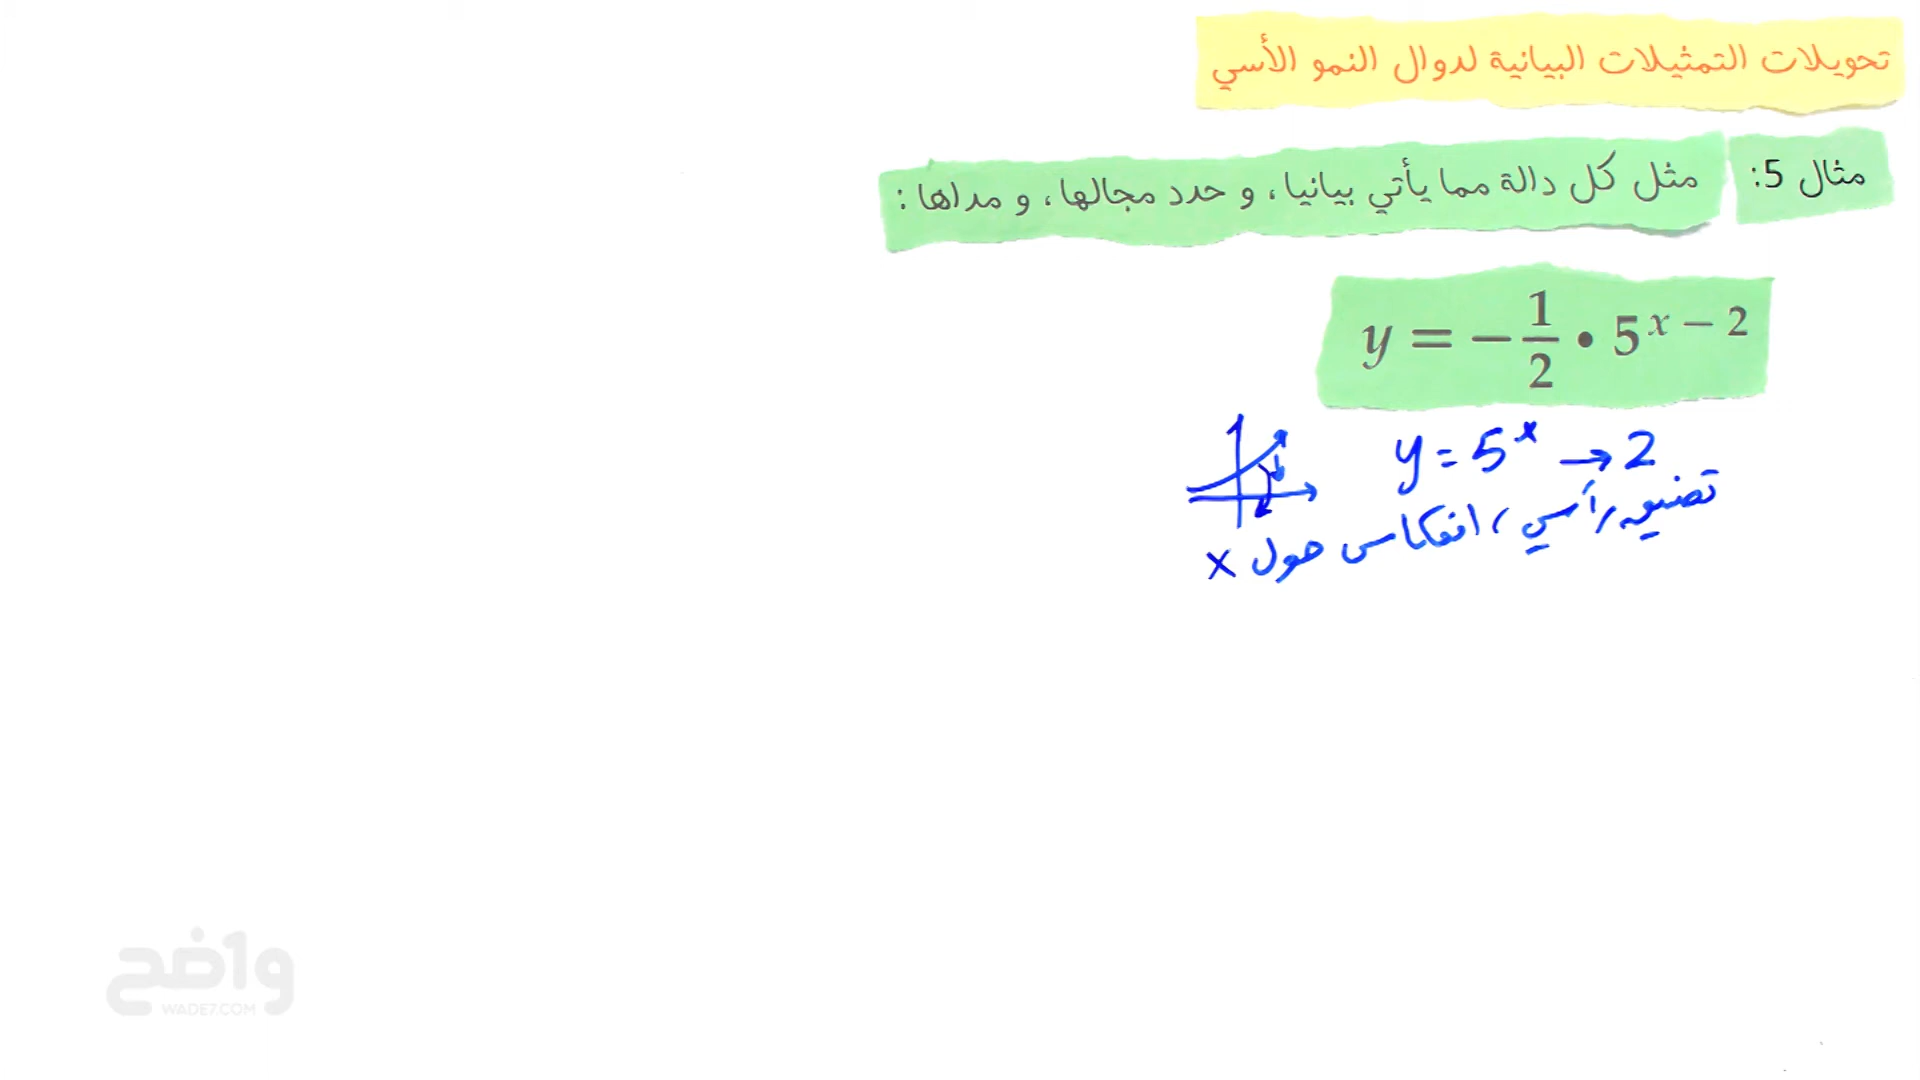 تحويلات التمثيلات البيانية لدوال النمو الأسي
مثال 5: مثل كل دالة مما يأتي بيانيا، و حدد مجالها، و مداها:
y = -1/2 • 5^{x - 2}
y = 5^x → 2
تضييق رأسي، انعكاس حول x
واضح
WADE7.COM